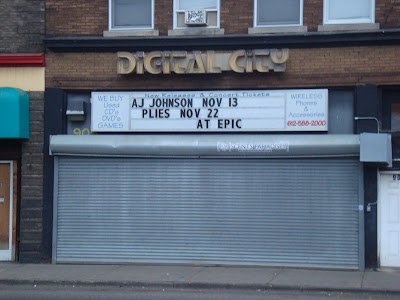 DIGITAL CITY
New Releases & Concert Tickets
WE BUY
Used
CD's
DVD's
GAMES
AJ JOHNSON NOV 13
PLIES NOV 22
AT EPIC
WIRELESS
Phones
&
Accessories
612-588-2000
90